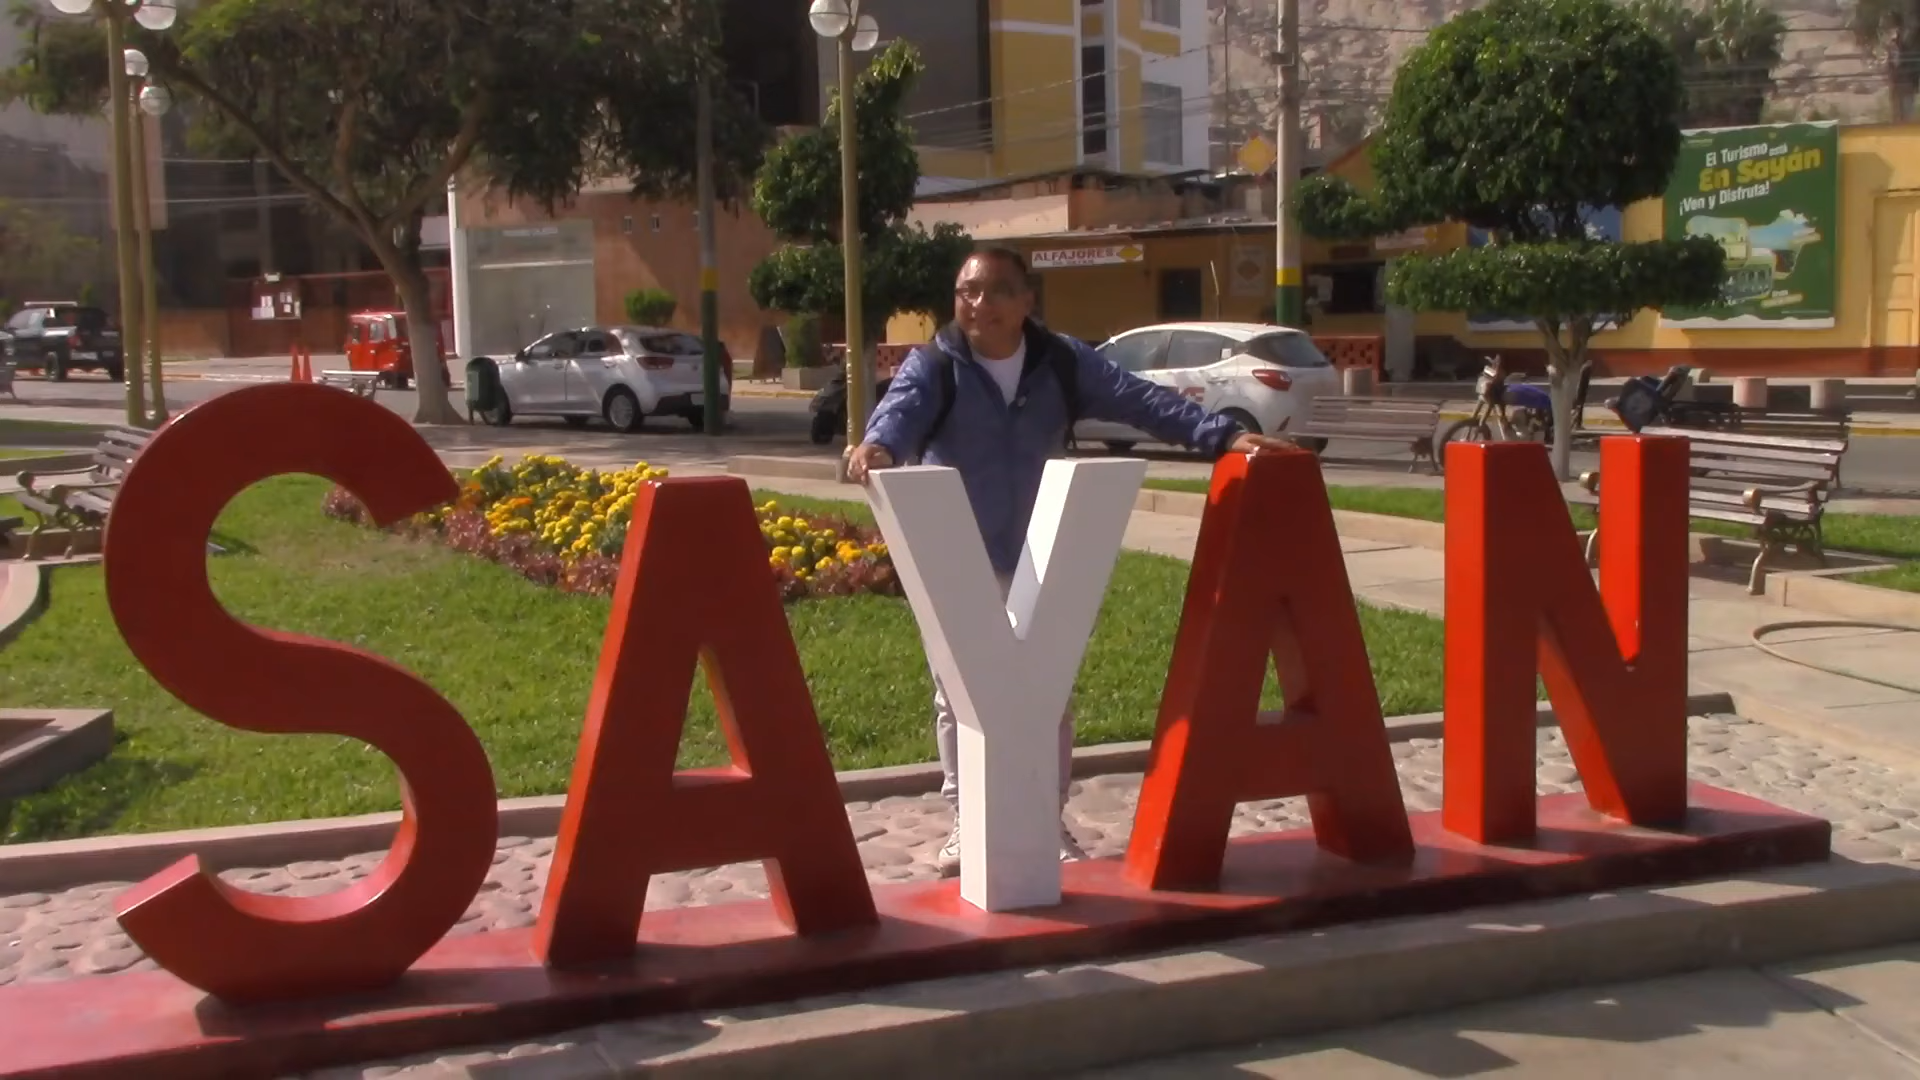 El Turismo está
En Sayán
¡Ven y Disfruta!
ALFAJORES
SAYAN